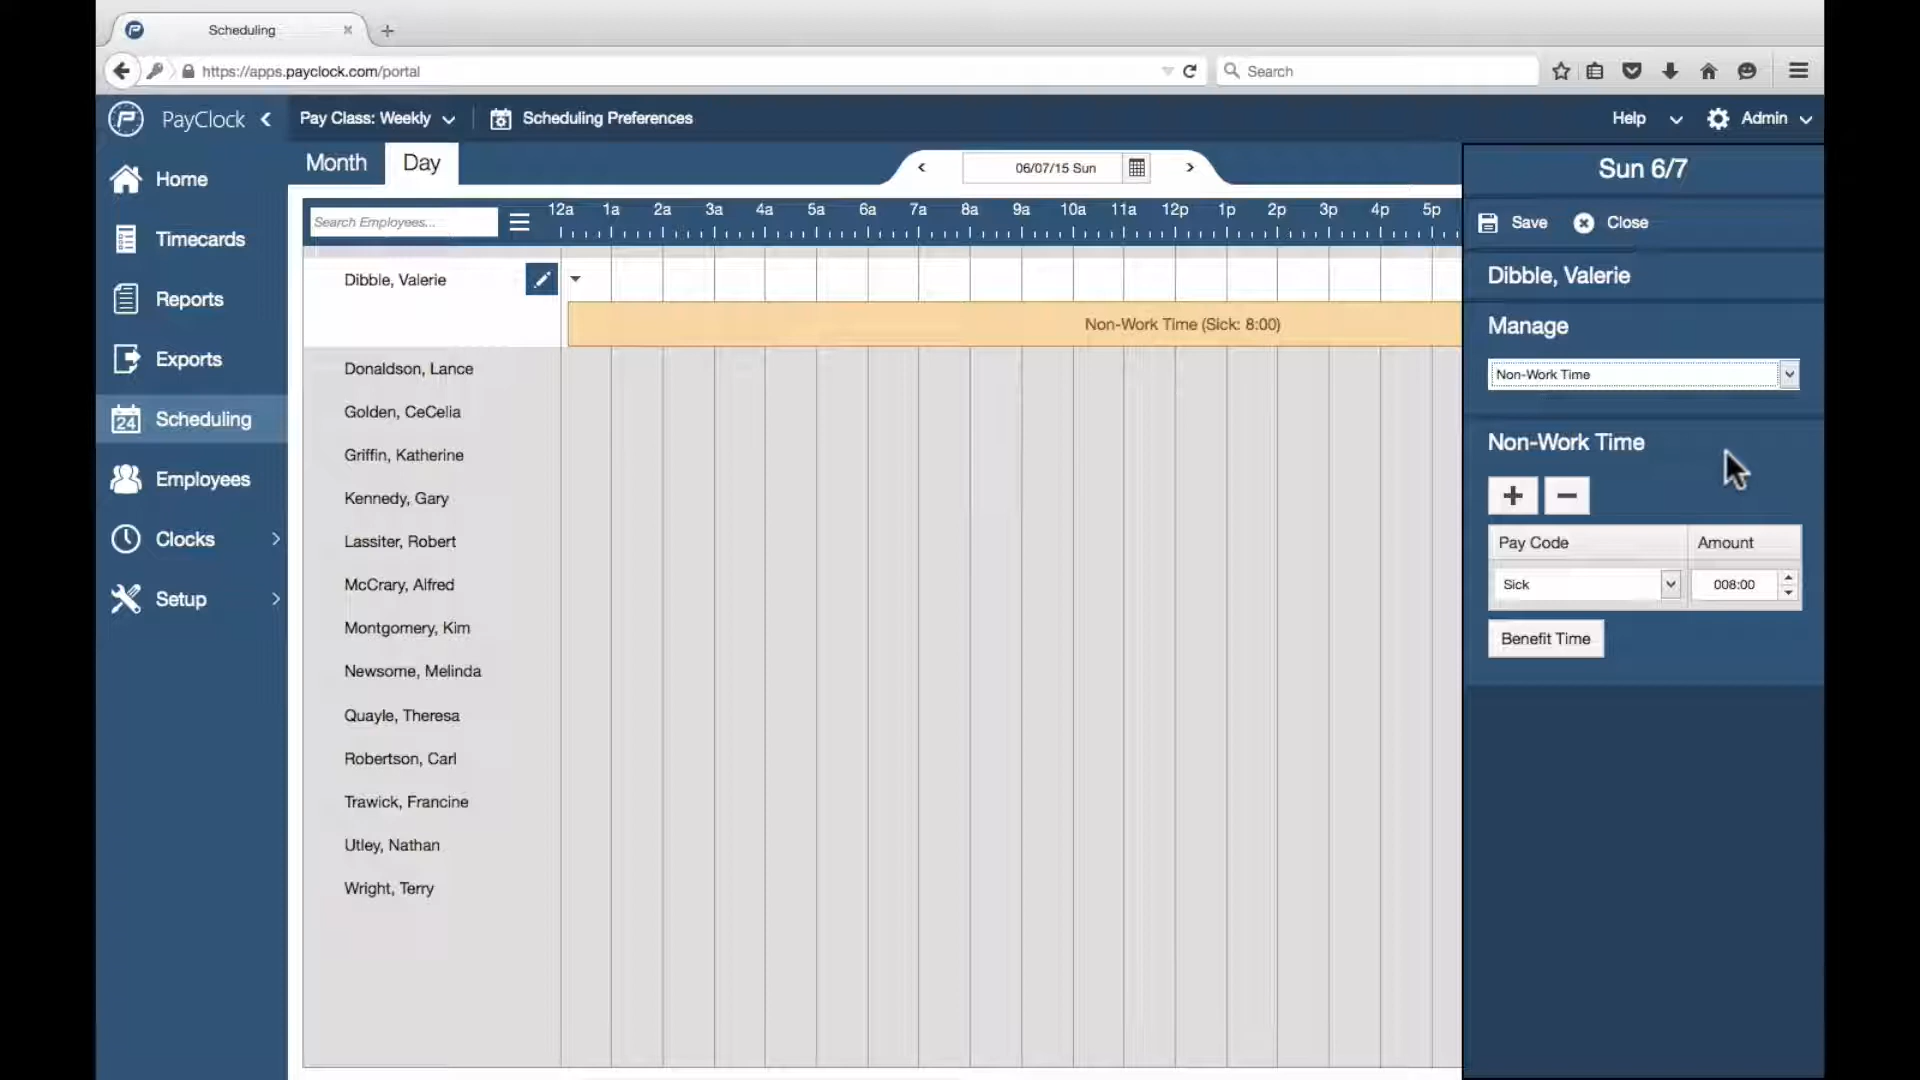 Scheduling
https://apps.payclock.com/portal
Search
PayClock
Pay Class: Weekly
Scheduling Preferences
Help
Admin
Home
Timecards
Reports
Exports
24
Scheduling
Employees
Clocks
Setup
Month
Day
06/07/15 Sun
Search Employees...
12a 1a 2a 3a 4a 5a 6a 7a 8a 9a 10a 11a 12p 1p 2p 3p 4p 5p
Dibble, Valerie
Non-Work Time (Sick: 8:00)
Donaldson, Lance
Golden, CeCelia
Griffin, Katherine
Kennedy, Gary
Lassiter, Robert
McCrary, Alfred
Montgomery, Kim
Newsome, Melinda
Quayle, Theresa
Robertson, Carl
Trawick, Francine
Utley, Nathan
Wright, Terry
Sun 6/7
Save
Close
Dibble, Valerie
Manage
Non-Work Time
Non-Work Time
Pay Code Amount
Sick 008:00
Benefit Time